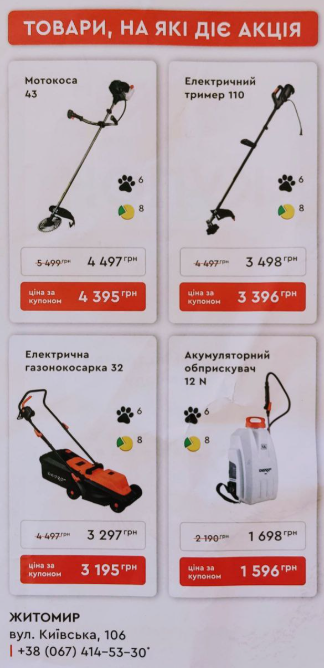 ТОВАРИ, НА ЯКІ ДІЄ АКЦІЯ
Мотокоса
43
6
8
5 499 грн 4 497 грн
ціна за
купоном 4 395 грн
Електричний
тример 110
6
8
4 497 грн 3 498 грн
ціна за
купоном 3 396 грн
Електрична
газонокосарка 32
6
8
4 497 грн 3 297 грн
ціна за
купоном 3 195 грн
Акумуляторний
обприскувач
12 N
6
8
2 190 грн 1 698 грн
ціна за
купоном 1 596 грн
ЖИТОМИР
вул. Київська, 106
+38 (067) 414–53–30*